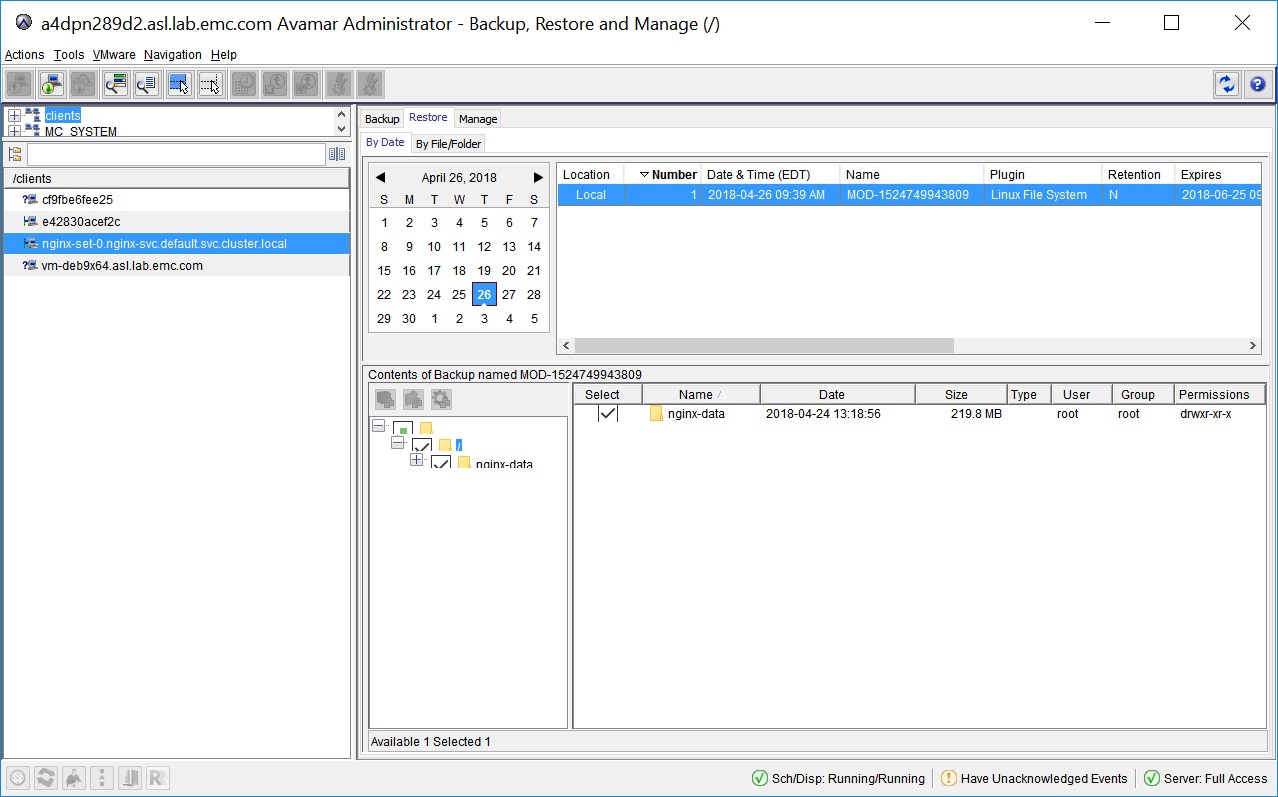 a4dpn289d2.asl.lab.emc.com Avamar Administrator - Backup, Restore and Manage (/)
Actions Tools VMware Navigation Help
clients
MC_SYSTEM
/clients
cf9fbe6fee25
e42830acef2c
nginx-set-0.nginx-svc.default.svc.cluster.local
vm-deb9x64.asl.lab.emc.com
Backup Restore Manage
By Date By File/Folder
April 26, 2018
S M T W T F S
1 2 3 4 5 6 7
8 9 10 11 12 13 14
15 16 17 18 19 20 21
22 23 24 25 26 27 28
29 30 1 2 3 4 5
Location Number Date & Time (EDT) Name Plugin Retention Expires
Local 1 2018-04-26 09:39 AM MOD-1524749943809 Linux File System N 2018-06-25 09
Contents of Backup named MOD-1524749943809
/
nginx-data
Select Name Date Size Type User Group Permissions
nginx-data 2018-04-24 13:18:56 219.8 MB root root drwxr-xr-x
Available 1 Selected 1
Sch/Disp: Running/Running Have Unacknowledged Events Server: Full Access